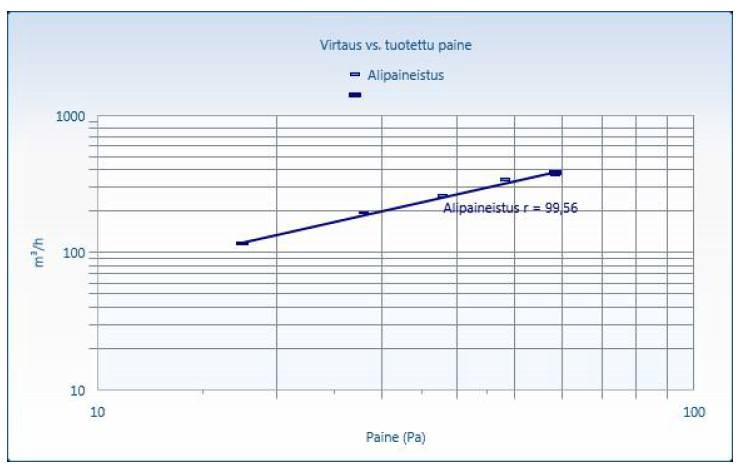 Virtaus vs. tuotettu paine
Alipaineistus
1000
Alipaineistus r = 99,56
m³/h
100
10
10
100
Paine (Pa)